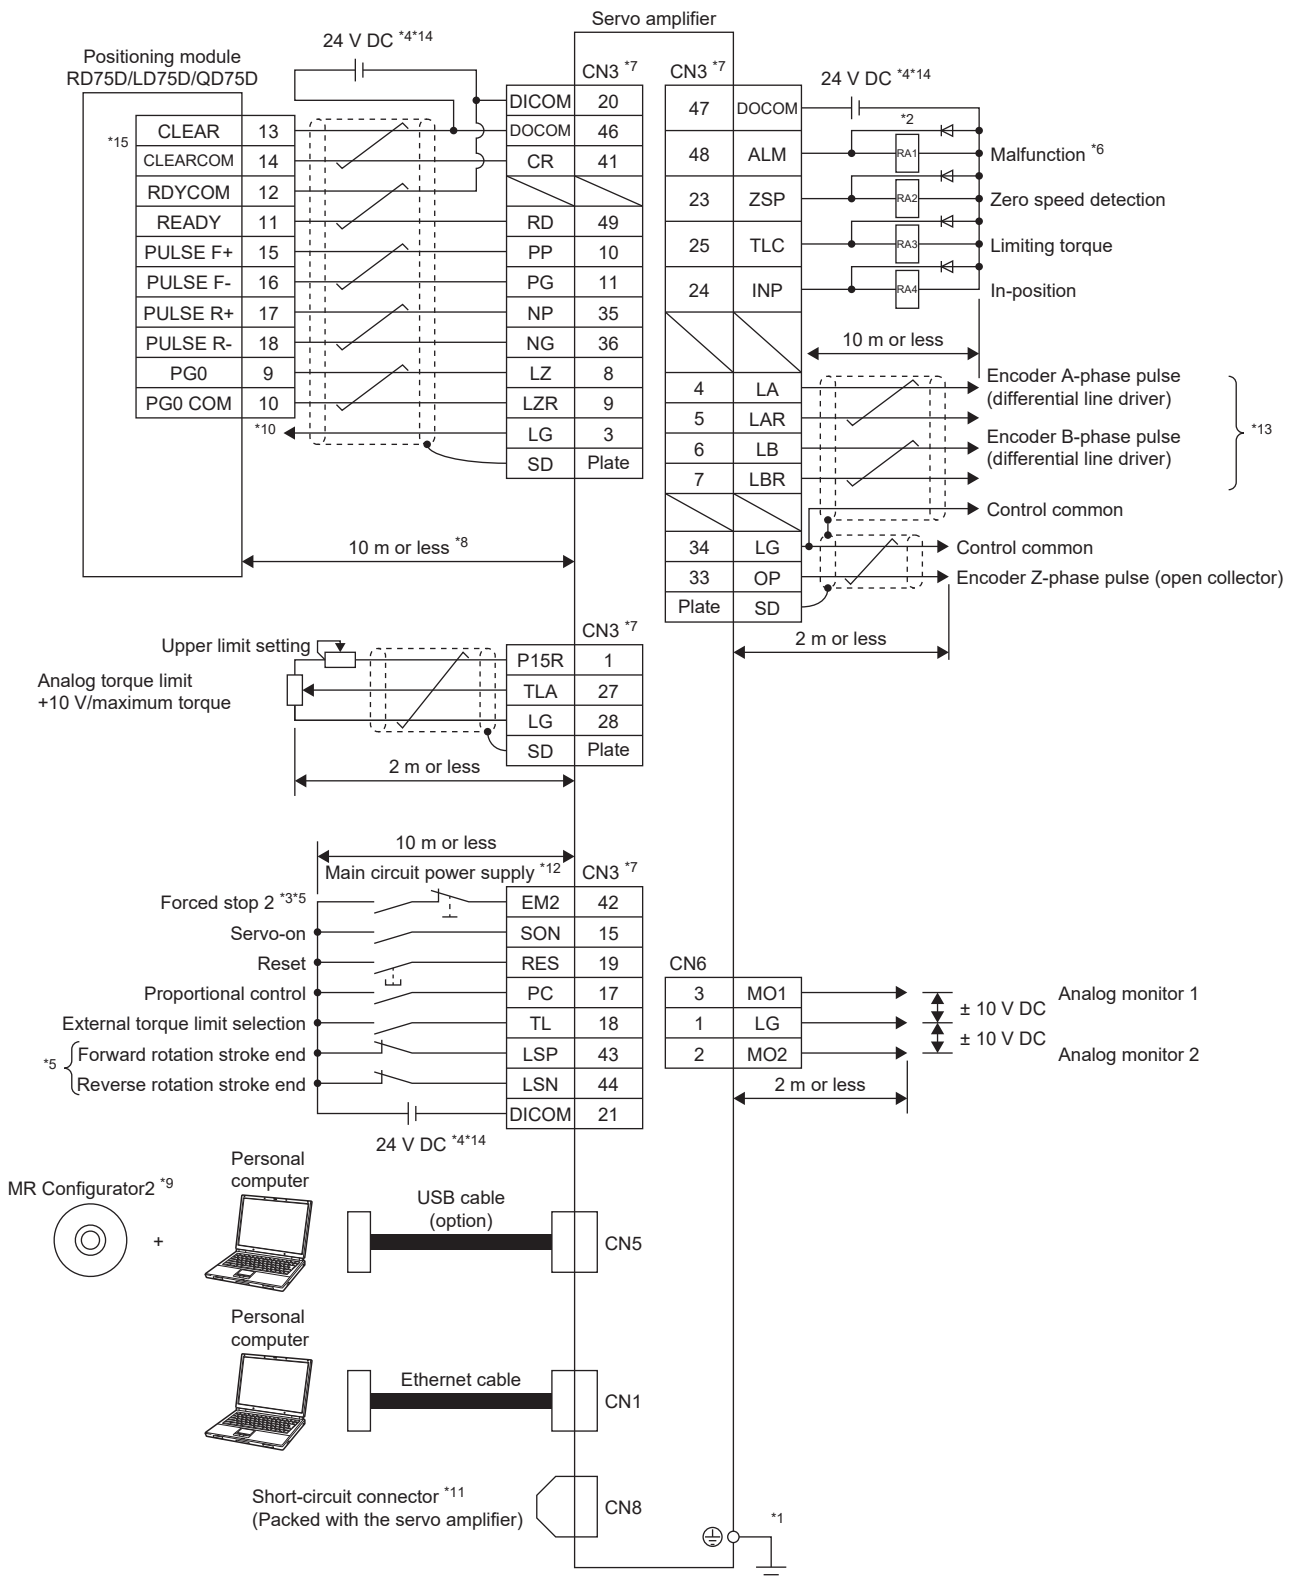 Servo amplifier
24 V DC *4*14
Positioning module
RD75D/LD75D/QD75D
CN3 *7
DICOM 20
*15 CLEAR 13 DOCOM 46
CLEARCOM 14 CR 41
RDYCOM 12
READY 11 RD 49
PULSE F+ 15 PP 10
PULSE F- 16 PG 11
PULSE R+ 17 NP 35
PULSE R- 18 NG 36
PG0 9 LZ 8
PG0 COM 10 LZR 9
*10 LG 3
SD Plate
10 m or less *8
CN3 *7
24 V DC *4*14
47 DOCOM
*2
48 ALM RA1 Malfunction *6
23 ZSP RA2 Zero speed detection
25 TLC RA3 Limiting torque
24 INP RA4 In-position
10 m or less
4 LA Encoder A-phase pulse
(differential line driver)
5 LAR
6 LB Encoder B-phase pulse
(differential line driver)
7 LBR
*13
Control common
34 LG Control common
33 OP Encoder Z-phase pulse (open collector)
Plate SD
2 m or less
CN3 *7
Upper limit setting
P15R 1
Analog torque limit
+10 V/maximum torque
TLA 27
LG 28
SD Plate
2 m or less
10 m or less
Main circuit power supply *12
CN3 *7
Forced stop 2 *3*5 EM2 42
Servo-on SON 15
Reset RES 19
Proportional control PC 17
External torque limit selection TL 18
*5 Forward rotation stroke end LSP 43
Reverse rotation stroke end LSN 44
DICOM 21
24 V DC *4*14
CN6
3 MO1 Analog monitor 1
± 10 V DC
1 LG
± 10 V DC
2 MO2 Analog monitor 2
2 m or less
MR Configurator2 *9
+
Personal
computer
USB cable
(option)
CN5
Personal
computer
Ethernet cable
CN1
Short-circuit connector *11
(Packed with the servo amplifier)
CN8
*1